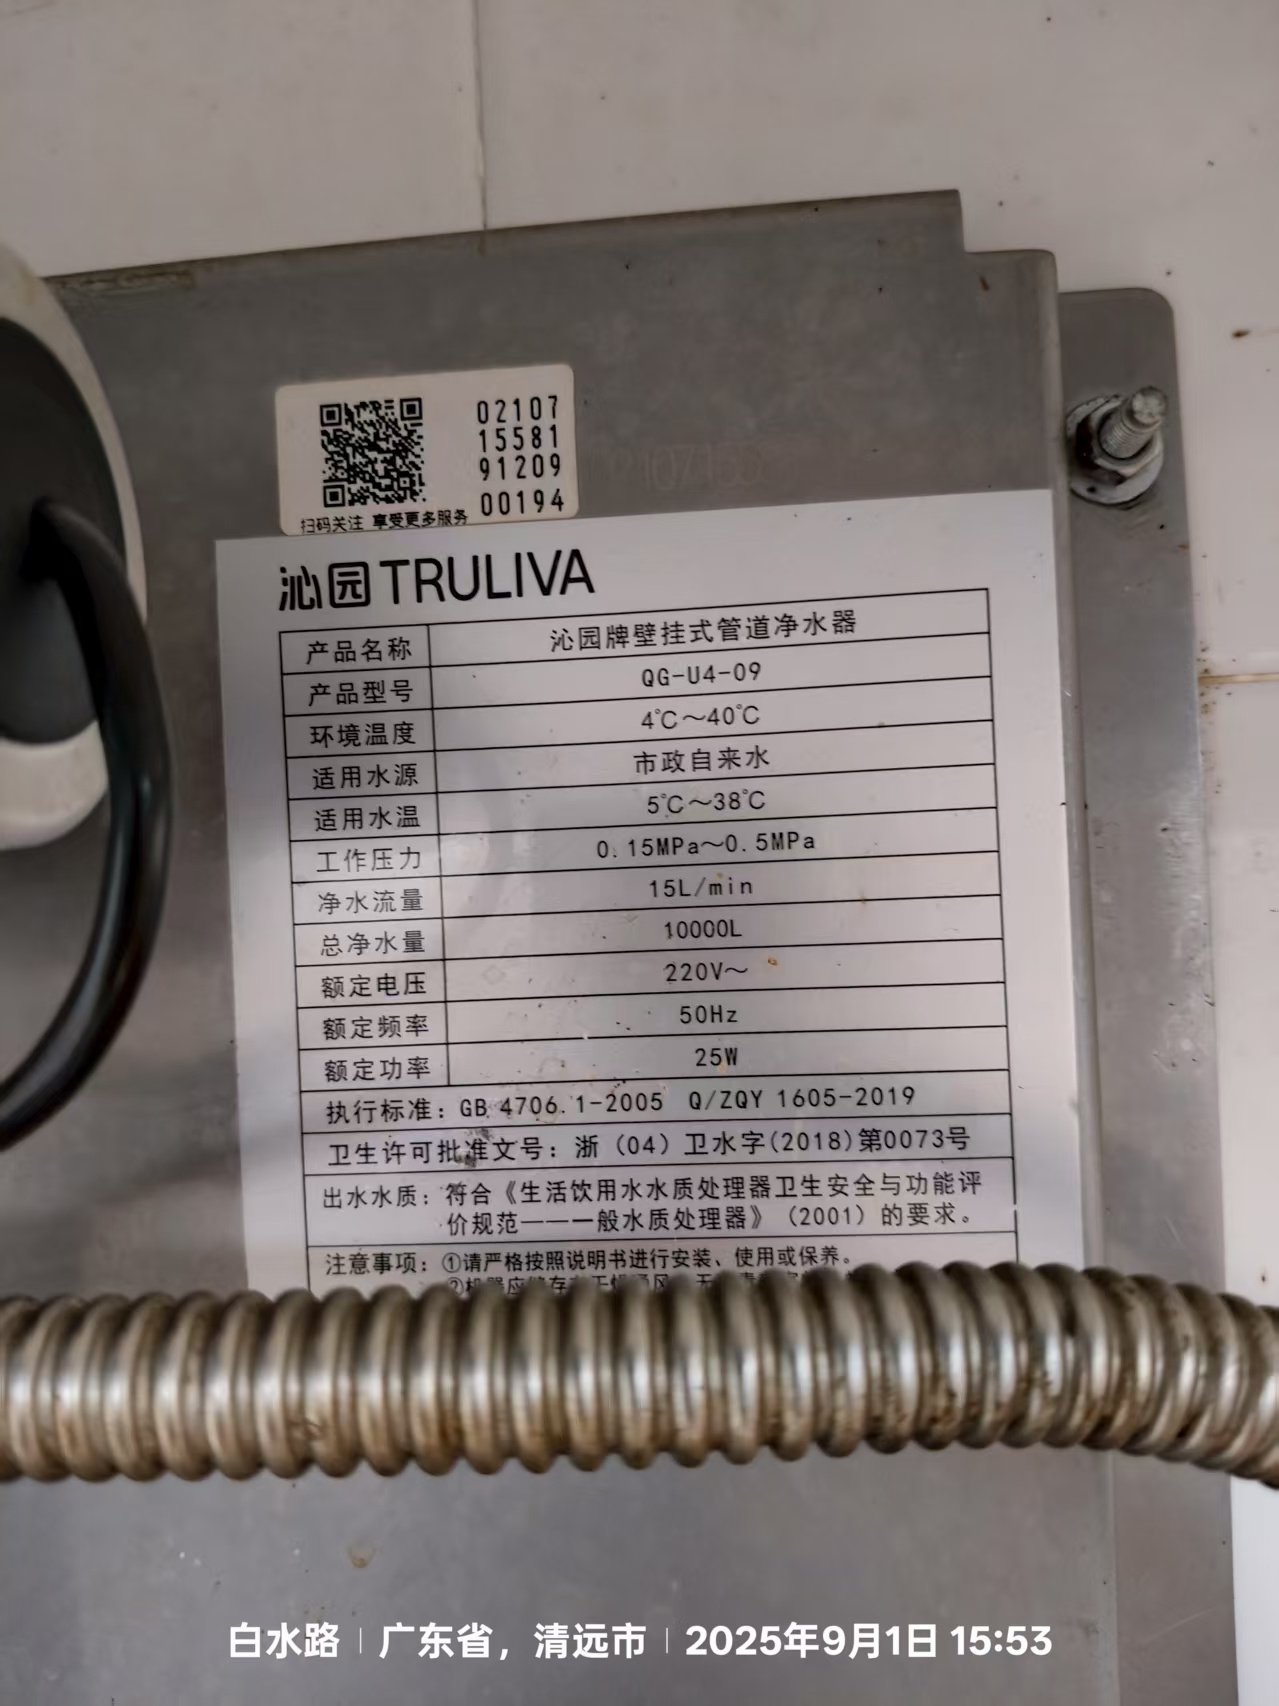 02107
15581
91209
00194
扫码关注 享受更多服务
沁园TRULIVA
产品名称 沁园牌壁挂式管道净水器
产品型号 QG-U4-09
环境温度 4℃～40℃
适用水源 市政自来水
适用水温 5℃～38℃
工作压力 0.15MPa～0.5MPa
净水流量 15L/min
总净水量 10000L
额定电压 220V～
额定频率 50Hz
额定功率 25W
执行标准：GB 4706.1-2005 Q/ZQY 1605-2019
卫生许可批准文号：浙（04）卫水字(2018)第0073号
出水水质：符合《生活饮用水水质处理器卫生安全与功能评
价规范——一般水质处理器》（2001）的要求。
注意事项：①请严格按照说明书进行安装、使用或保养。
白水路 | 广东省，清远市 | 2025年9月1日 15:53